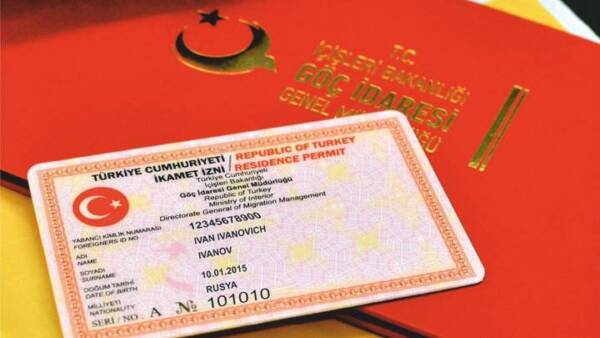 T.C.
İÇİŞLERİ BAKANLIĞI
GÖÇ İDARESİ
GENEL MÜDÜRLÜĞÜ
TÜRKİYE CUMHURİYETİ / REPUBLIC OF TURKEY
İKAMET İZNİ / RESIDENCE PERMIT
Türkiye Cumhuriyeti
İçişleri Bakanlığı
Göç İdaresi Genel Müdürlüğü
Republic of Turkey
Ministry of Interior
Directorate General of Migration Management
YABANCI KİMLİK NUMARASI 12345678900
FOREIGNERS ID NO
ADI IVAN IVANOVICH
NAME
SOYADI IVANOV
SURNAME
DOĞUM TARİHİ 10.01.2015
DATE OF BIRTH
MİLLİYETİ RUSYA
NATIONALITY
SERİ / NO: A № 101010